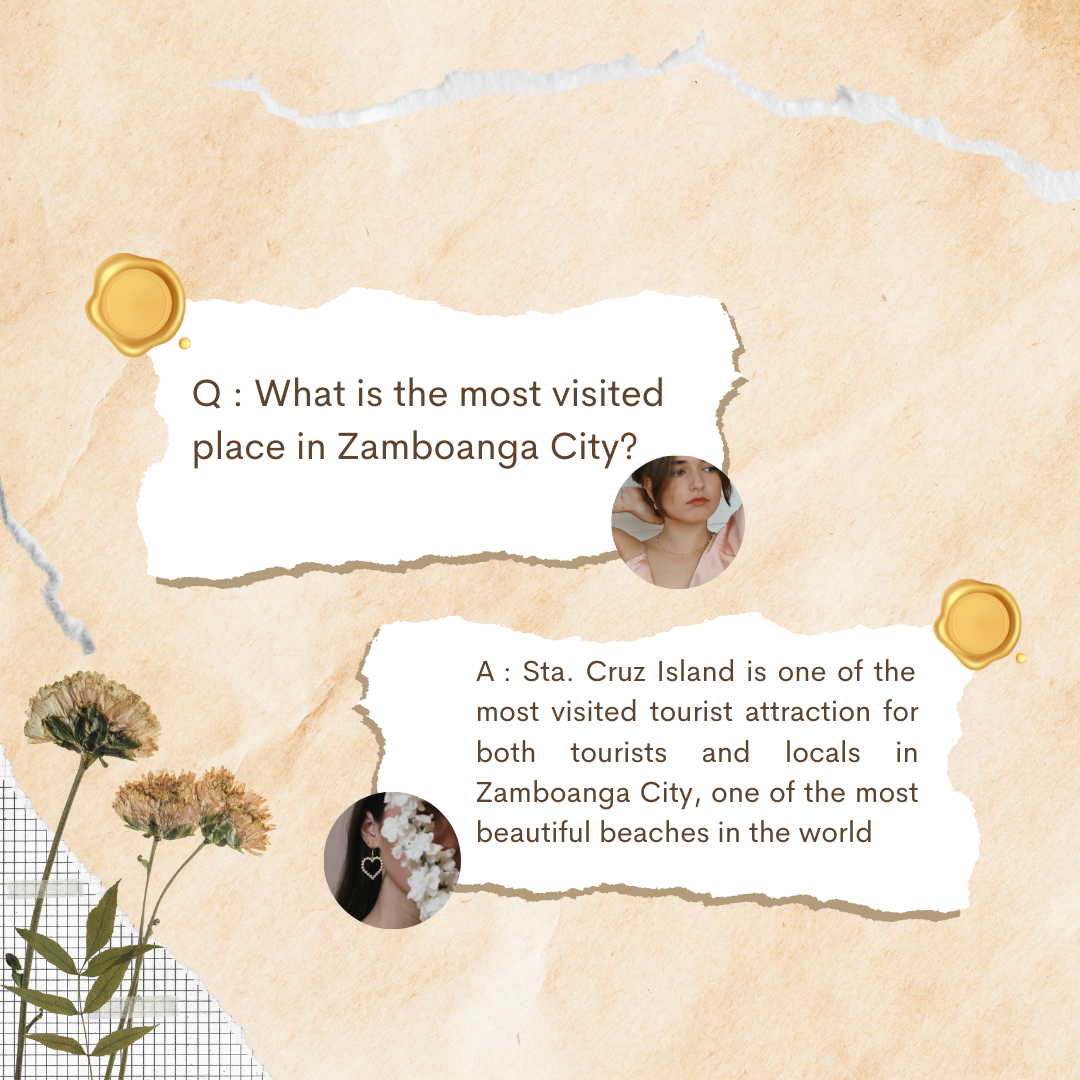 Q : What is the most visited
place in Zamboanga City?
A : Sta. Cruz Island is one of the
most visited tourist attraction for
both tourists and locals in
Zamboanga City, one of the most
beautiful beaches in the world